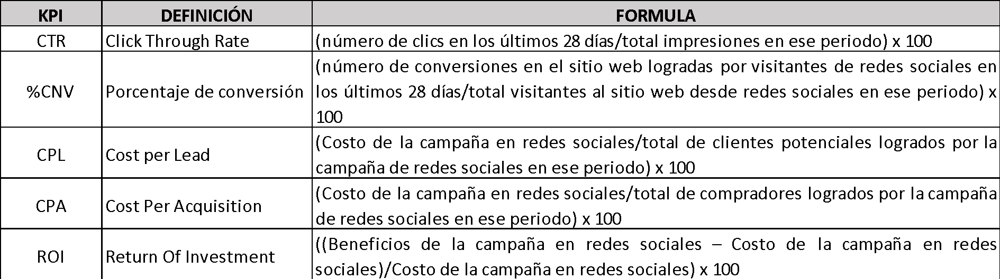 KPI DEFINICIÓN FORMULA
CTR Click Through Rate (número de clics en los últimos 28 días/total impresiones en ese periodo) x 100
%CNV Porcentaje de conversión (número de conversiones en el sitio web logradas por visitantes de redes sociales en
los últimos 28 días/total visitantes al sitio web desde redes sociales en ese periodo) x
100
CPL Cost per Lead (Costo de la campaña en redes sociales/total de clientes potenciales logrados por la
campaña de redes sociales en ese periodo) x 100
CPA Cost Per Acquisition (Costo de la campaña en redes sociales/total de compradores logrados por la campaña
de redes sociales en ese periodo) x 100
ROI Return Of Investment ((Beneficios de la campaña en redes sociales – Costo de la campaña en redes
sociales)/Costo de la campaña en redes sociales) x 100